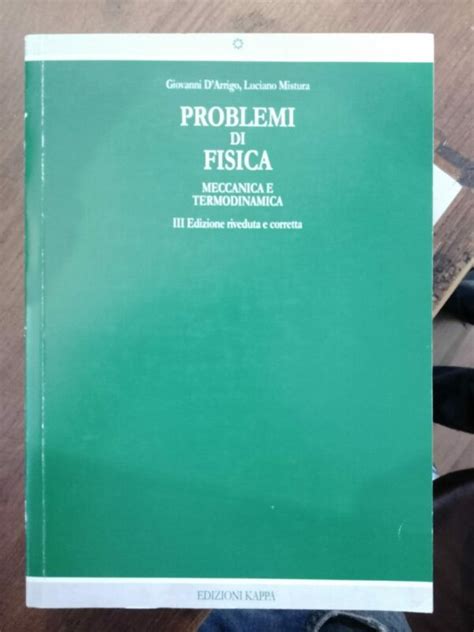 Giovanni D'Arrigo, Luciano Mistura
PROBLEMI
DI
FISICA
MECCANICA E
TERMODINAMICA
III Edizione riveduta e corretta
EDIZIONI KAPPA